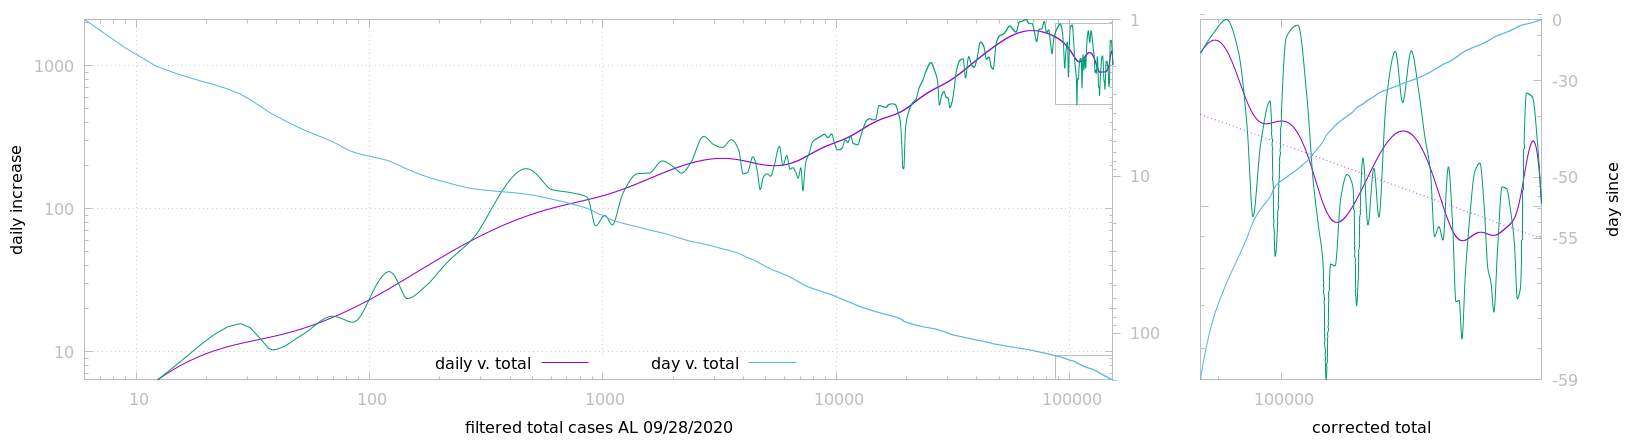 daily increase
1000
100
10
10
100
1000
10000
100000
filtered total cases AL 09/28/2020
daily v. total
day v. total
1
10
100
100000
corrected total
0
-30
-50
-55
-59
day since